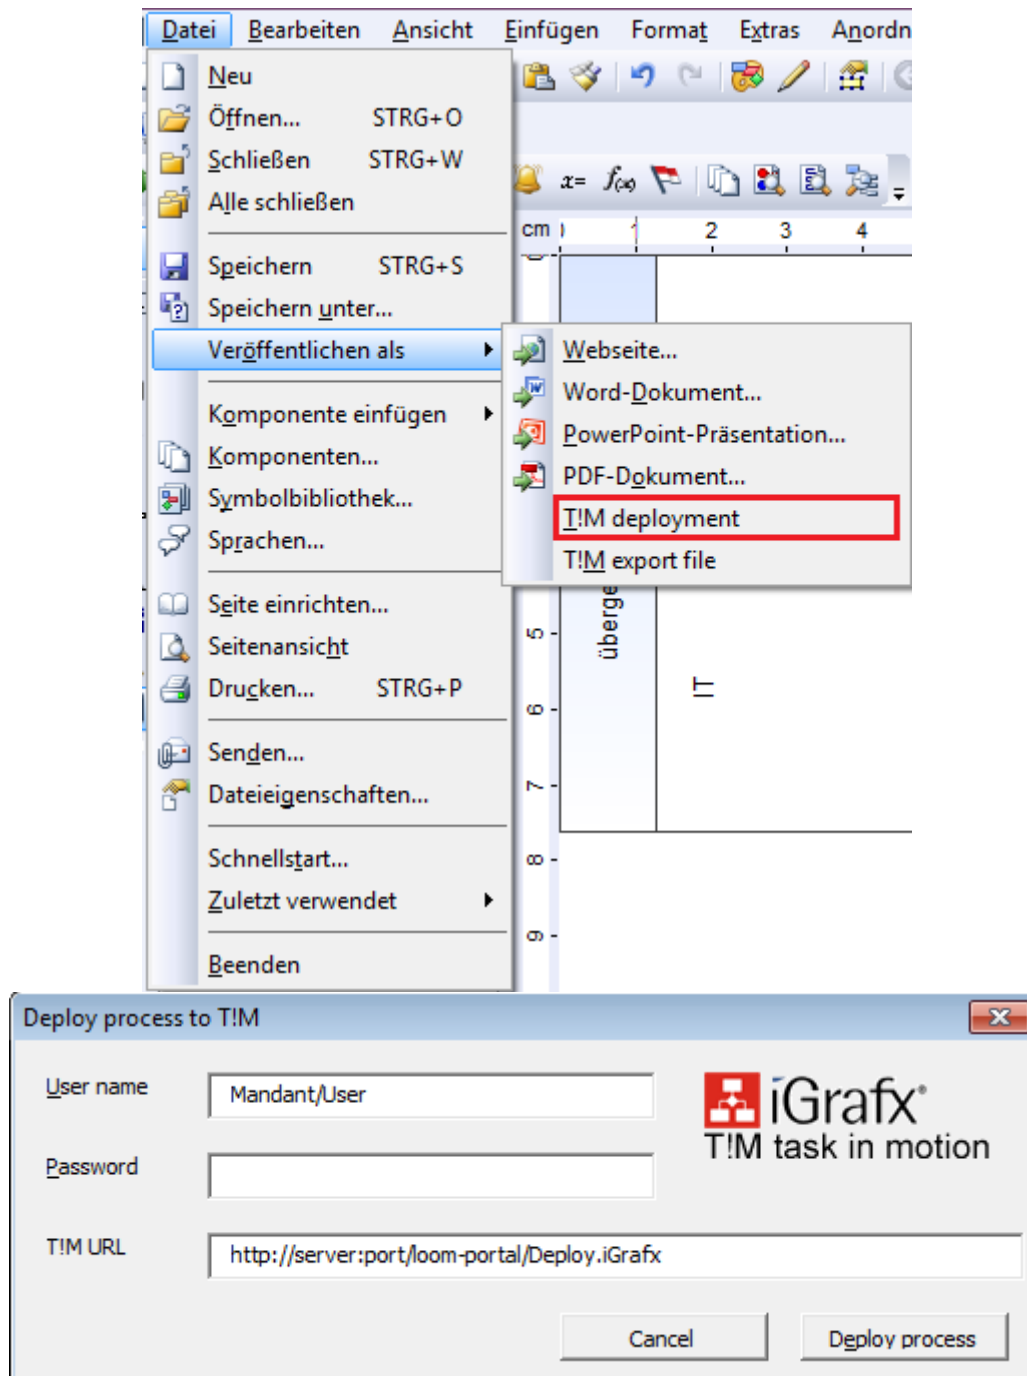 Datei Bearbeiten Ansicht Einfügen Format Extras Anordn
Neu
Öffnen... STRG+O
Schließen STRG+W
Alle schließen
x= f(x)
cm 1 2 3 4
Speichern STRG+S
Speichern unter...
Veröffentlichen als
Webseite...
Word-Dokument...
PowerPoint-Präsentation...
PDF-Dokument...
T!M deployment
T!M export file
Komponente einfügen
Komponenten...
Symbolbibliothek...
Sprachen...
Seite einrichten...
Seitenansicht
Drucken... STRG+P
Senden...
Dateieigenschaften...
Schnellstart...
Zuletzt verwendet
Beenden
überge
IT
5
6
7
8
9
Deploy process to T!M
User name Mandant/User
iGrafx
T!M task in motion
Password
T!M URL http://server:port/loom-portal/Deploy.iGrafx
Cancel Deploy process